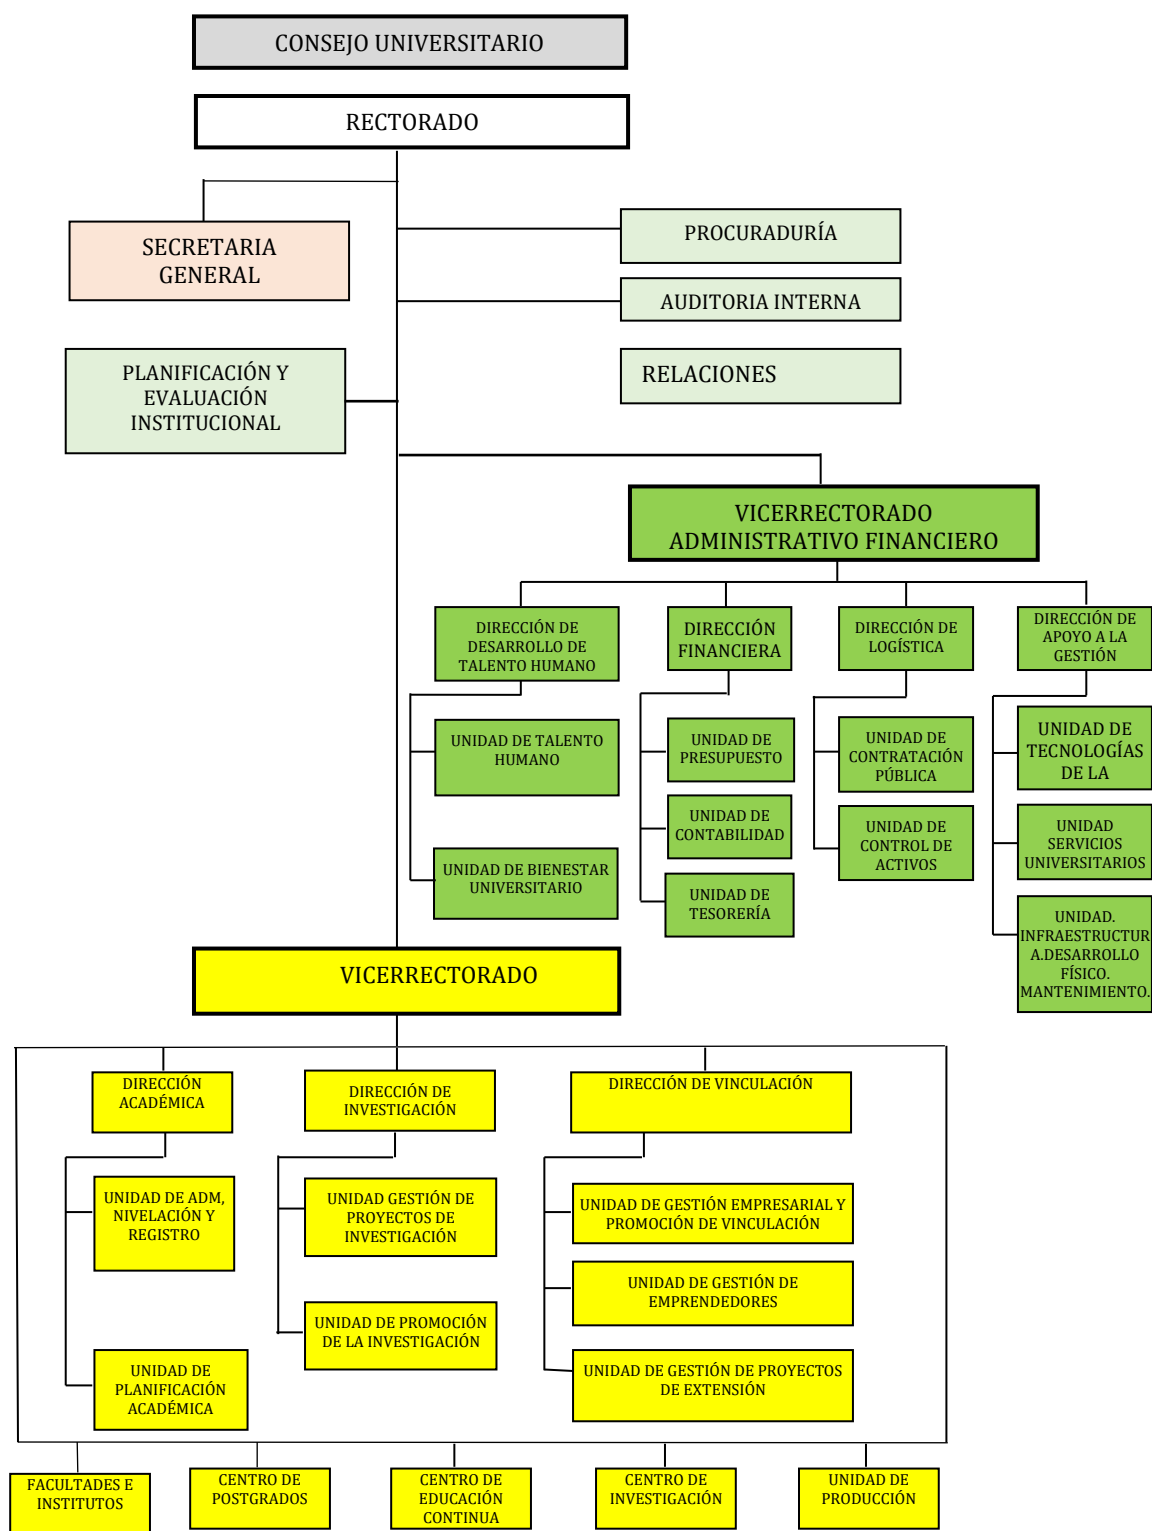 CONSEJO UNIVERSITARIO
RECTORADO
SECRETARIA
GENERAL
PROCURADURÍA
AUDITORIA INTERNA
PLANIFICACIÓN Y
EVALUACIÓN
INSTITUCIONAL
RELACIONES
VICERRECTORADO
ADMINISTRATIVO FINANCIERO
DIRECCIÓN DE
DESARROLLO DE
TALENTO HUMANO
DIRECCIÓN
FINANCIERA
DIRECCIÓN DE
LOGÍSTICA
DIRECCIÓN DE
APOYO A LA
GESTIÓN
UNIDAD DE TALENTO
HUMANO
UNIDAD DE
PRESUPUESTO
UNIDAD DE
CONTRATACIÓN
PÚBLICA
UNIDAD DE
TECNOLOGÍAS
DE LA
UNIDAD DE
CONTABILIDAD
UNIDAD DE
CONTROL DE
ACTIVOS
UNIDAD
SERVICIOS
UNIVERSITARIOS
UNIDAD DE BIENESTAR
UNIVERSITARIO
UNIDAD DE
TESORERÍA
UNIDAD.
INFRAESTRUCTUR
A.DESARROLLO
FÍSICO.
MANTENIMIENTO.
VICERRECTORADO
DIRECCIÓN
ACADÉMICA
DIRECCIÓN DE
INVESTIGACIÓN
DIRECCIÓN DE VINCULACIÓN
UNIDAD DE ADM,
NIVELACIÓN Y
REGISTRO
UNIDAD GESTIÓN DE
PROYECTOS DE
INVESTIGACIÓN
UNIDAD DE GESTIÓN EMPRESARIAL Y
PROMOCIÓN DE VINCULACIÓN
UNIDAD DE GESTIÓN DE
EMPRENDEDORES
UNIDAD DE PROMOCIÓN
DE LA INVESTIGACIÓN
UNIDAD DE
PLANIFICACIÓN
ACADÉMICA
UNIDAD DE GESTIÓN DE PROYECTOS
DE EXTENSIÓN
FACULTADES E
INSTITUTOS
CENTRO DE
POSTGRADOS
CENTRO DE
EDUCACIÓN
CONTINUA
CENTRO DE
INVESTIGACIÓN
UNIDAD DE
PRODUCCIÓN